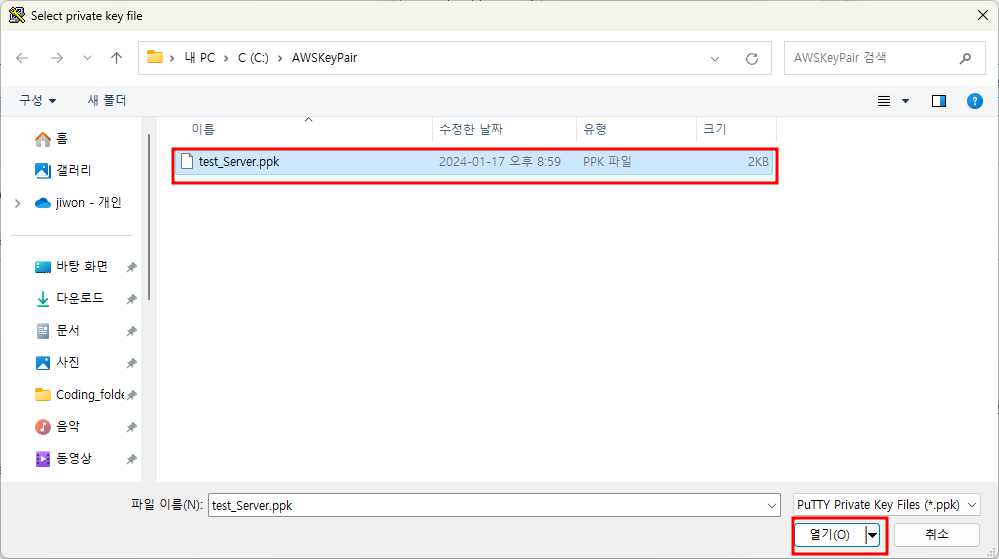 Select private key file
내 PC > C (C:) > AWSKeyPair
AWSKeyPair 검색
구성 새 폴더
이름 수정한 날짜 유형 크기
test_Server.ppk 2024-01-17 오후 8:59 PPK 파일 2KB
홈
갤러리
jiwon - 개인
바탕 화면
다운로드
문서
사진
Coding_folde
음악
동영상
파일 이름(N): test_Server.ppk PuTTY Private Key Files (*.ppk)
열기(O) 취소